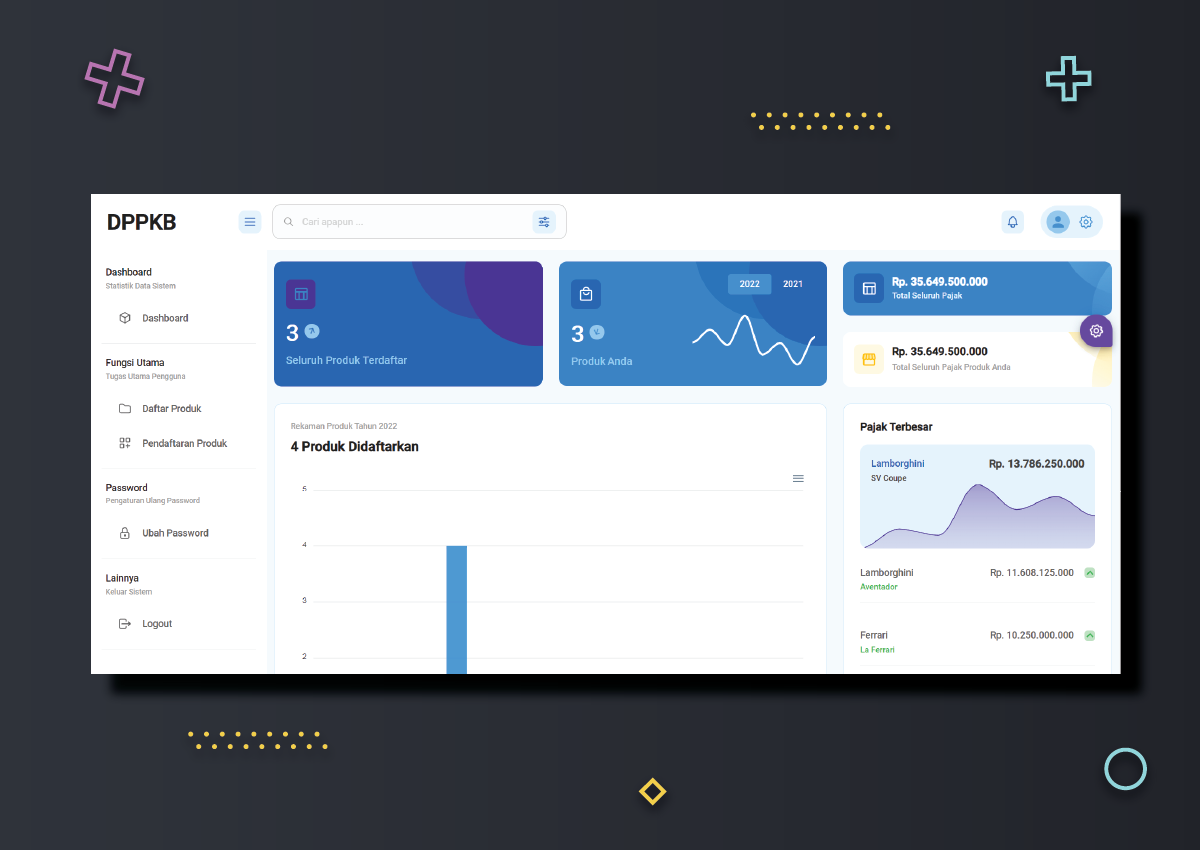 DPPKB
Cari apapun ...
Dashboard
Statistik Data Sistem
Dashboard
Fungsi Utama
Tugas Utama Pengguna
Daftar Produk
Pendaftaran Produk
Password
Pengaturan Ulang Password
Ubah Password
Lainnya
Keluar Sistem
Logout
3
Seluruh Produk Terdaftar
2022 2021
3
Produk Anda
Rp. 35.649.500.000
Total Seluruh Pajak
Rp. 35.649.500.000
Total Seluruh Pajak Produk Anda
Rekaman Produk Tahun 2022
4 Produk Didaftarkan
5
4
3
2
Pajak Terbesar
Lamborghini Rp. 13.786.250.000
SV Coupe
Lamborghini Rp. 11.608.125.000
Aventador
Ferrari Rp. 10.250.000.000
La Ferrari